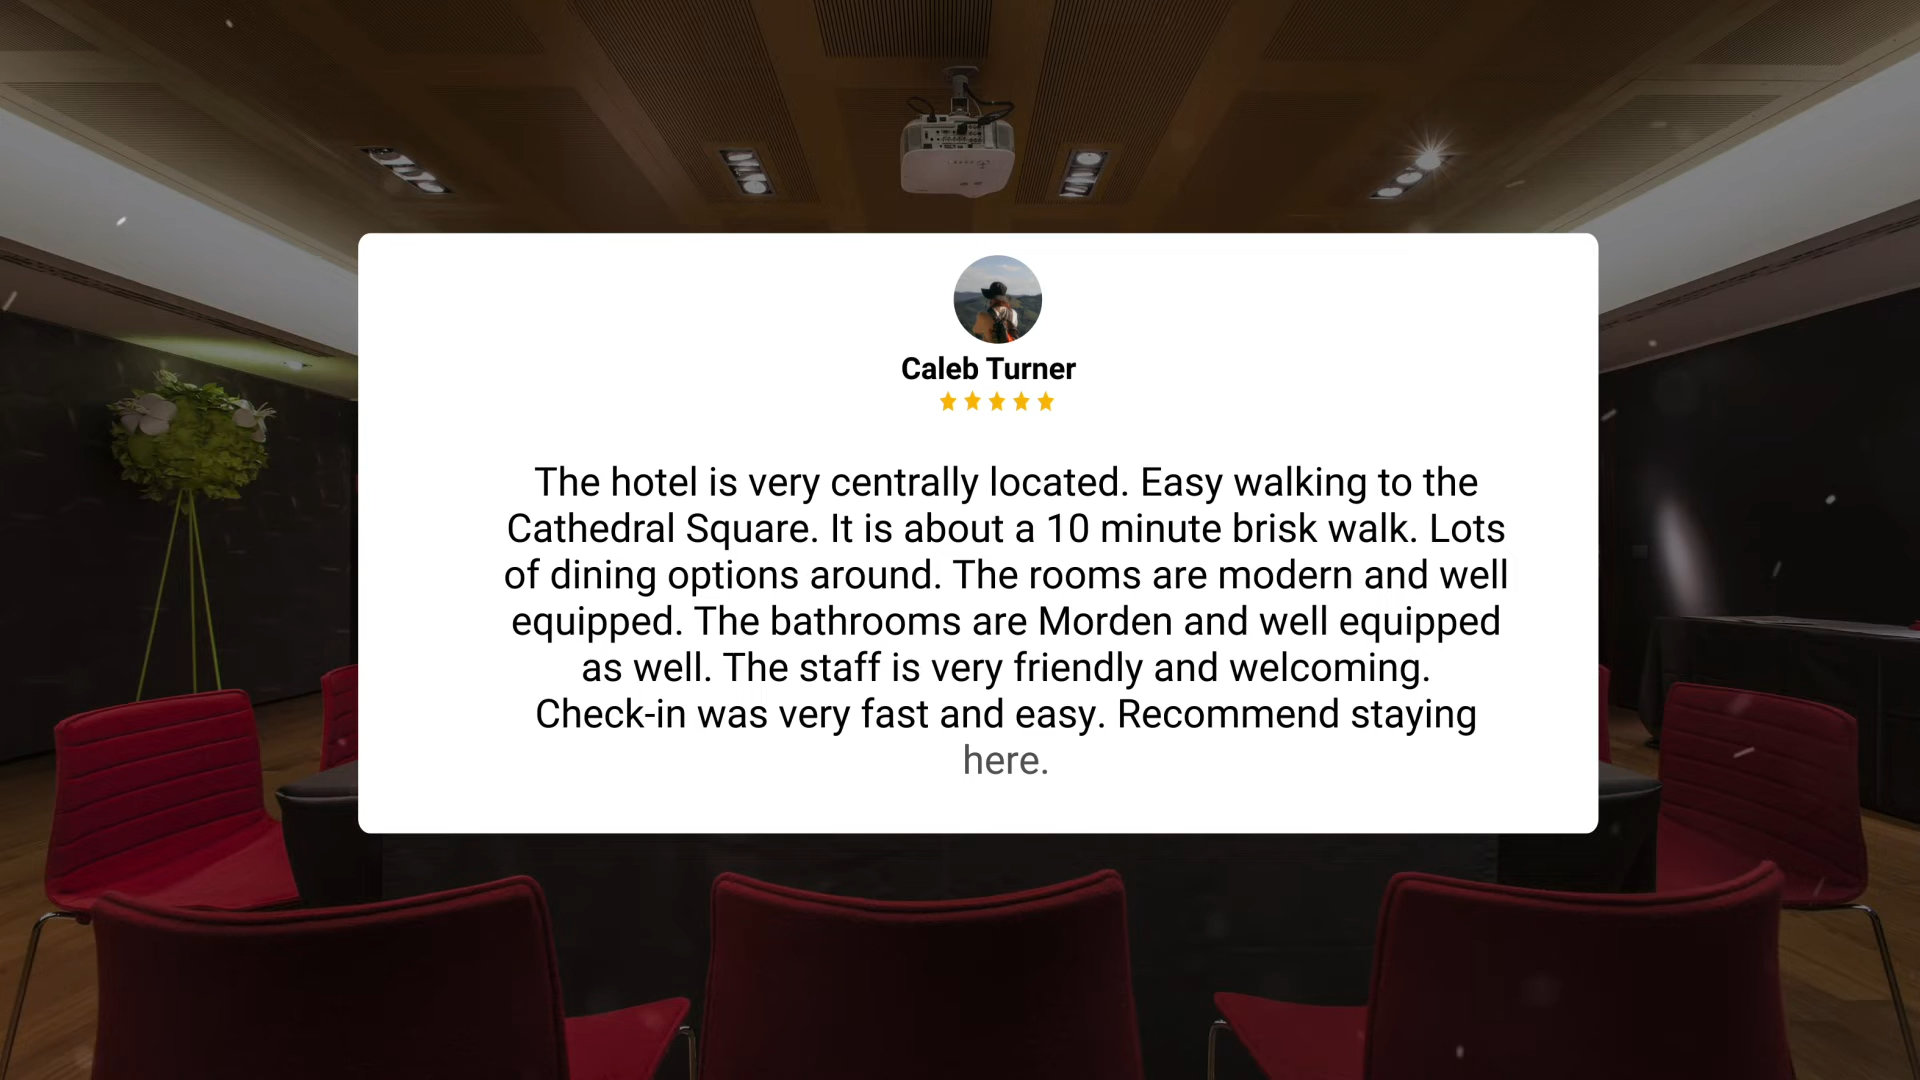 Caleb Turner
The hotel is very centrally located. Easy walking to the
Cathedral Square. It is about a 10 minute brisk walk. Lots
of dining options around. The rooms are modern and well
equipped. The bathrooms are Morden and well equipped
as well. The staff is very friendly and welcoming.
Check-in was very fast and easy. Recommend staying
here.